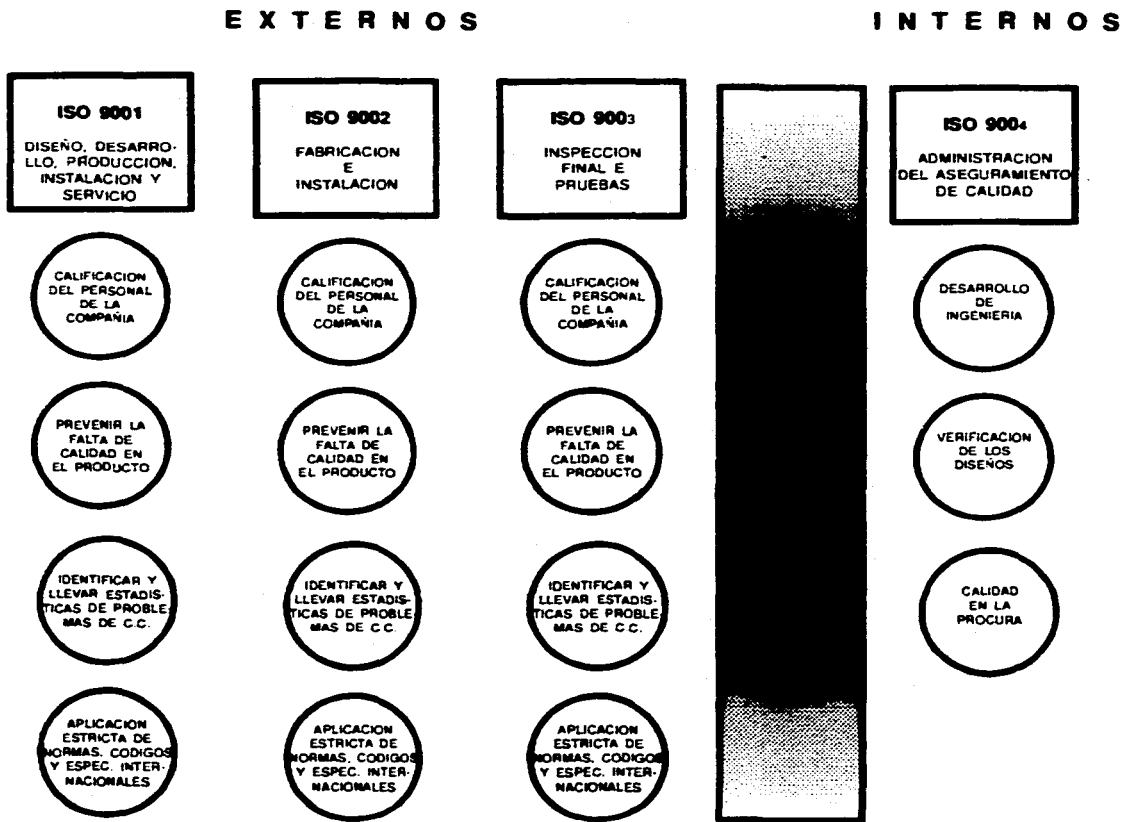 EXTERNOS
INTERNOS
ISO 9001
DISEÑO, DESARRO-
LLO, PRODUCCION,
INSTALACION Y
SERVICIO
CALIFICACION
DEL PERSONAL
DE LA
COMPAÑIA
PREVENIR LA
FALTA DE
CALIDAD EN
EL PRODUCTO
IDENTIFICAR Y
LLEVAR ESTADIS-
TICAS DE PROBLE-
MAS DE C.C.
APLICACION
ESTRICTA DE
NORMAS, CODIGOS
Y ESPEC. INTER-
NACIONALES
ISO 9002
FABRICACION
E
INSTALACION
CALIFICACION
DEL PERSONAL
DE LA
COMPAÑIA
PREVENIR LA
FALTA DE
CALIDAD EN
EL PRODUCTO
IDENTIFICAR Y
LLEVAR ESTADIS-
TICAS DE PROBLE-
MAS DE C.C.
APLICACION
ESTRICTA DE
NORMAS, CODIGOS
Y ESPEC. INTER-
NACIONALES
ISO 9003
INSPECCION
FINAL E
PRUEBAS
CALIFICACION
DEL PERSONAL
DE LA
COMPAÑIA
PREVENIR LA
FALTA DE
CALIDAD EN
EL PRODUCTO
IDENTIFICAR Y
LLEVAR ESTADIS-
TICAS DE PROBLE-
MAS DE C.C.
APLICACION
ESTRICTA DE
NORMAS, CODIGOS
Y ESPEC. INTER-
NACIONALES
ISO 9004
ADMINISTRACION
DEL ASEGURAMIENTO
DE CALIDAD
DESARROLLO
DE
INGENIERIA
VERIFICACION
DE LOS
DISEÑOS
CALIDAD
EN LA
PROCURA